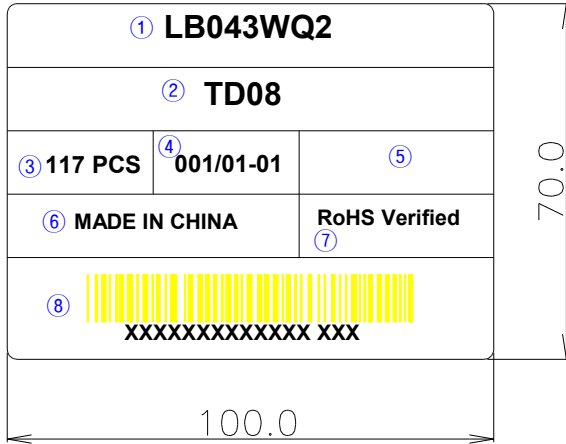 ① LB043WQ2
② TD08
③ 117 PCS ④ 001/01-01 ⑤
⑥ MADE IN CHINA RoHS Verified ⑦
⑧
XXXXXXXXXXXXX XXX
70.0
100.0